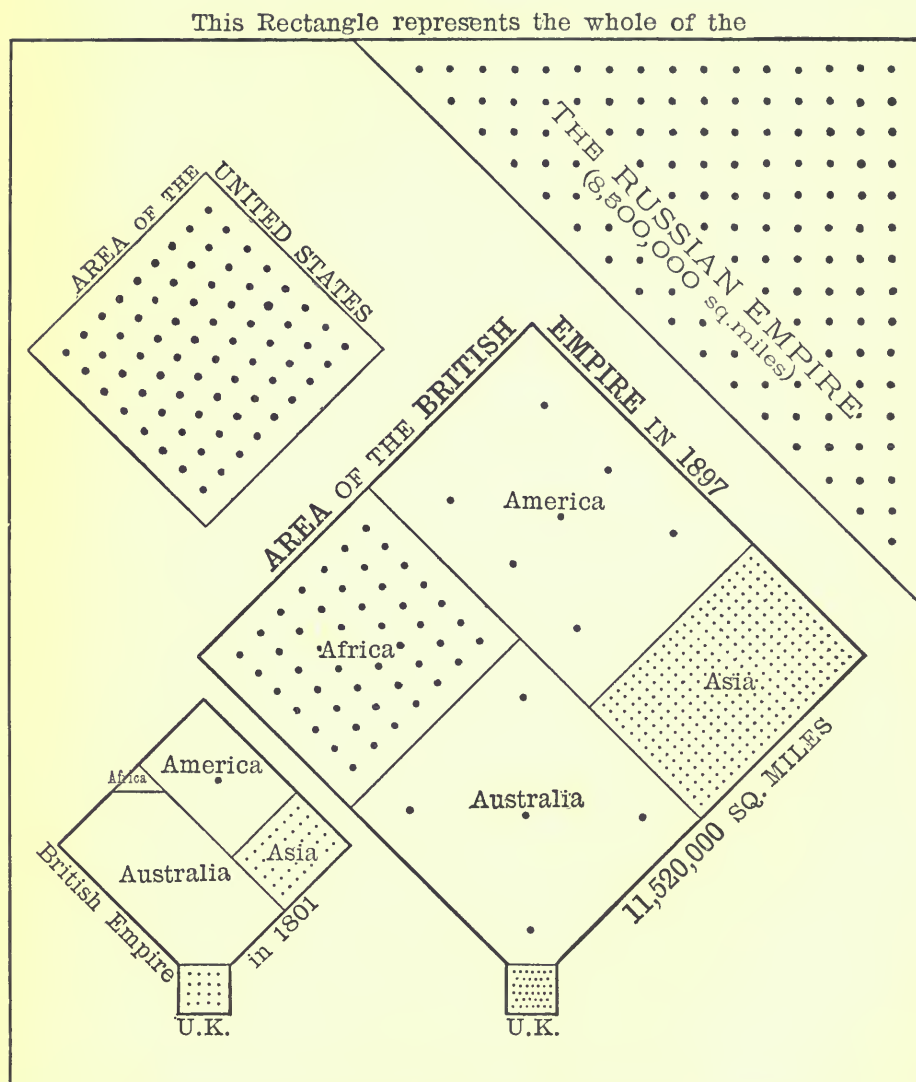 This Rectangle represents the whole of the
THE RUSSIAN EMPIRE
(8,500,000 sq. miles)
AREA OF THE UNITED STATES
AREA OF THE BRITISH EMPIRE IN 1897
America
Africa
Asia
Australia
11,520,000 SQ. MILES
America
Africa
Asia
Australia
British Empire in 1801
U.K.
U.K.